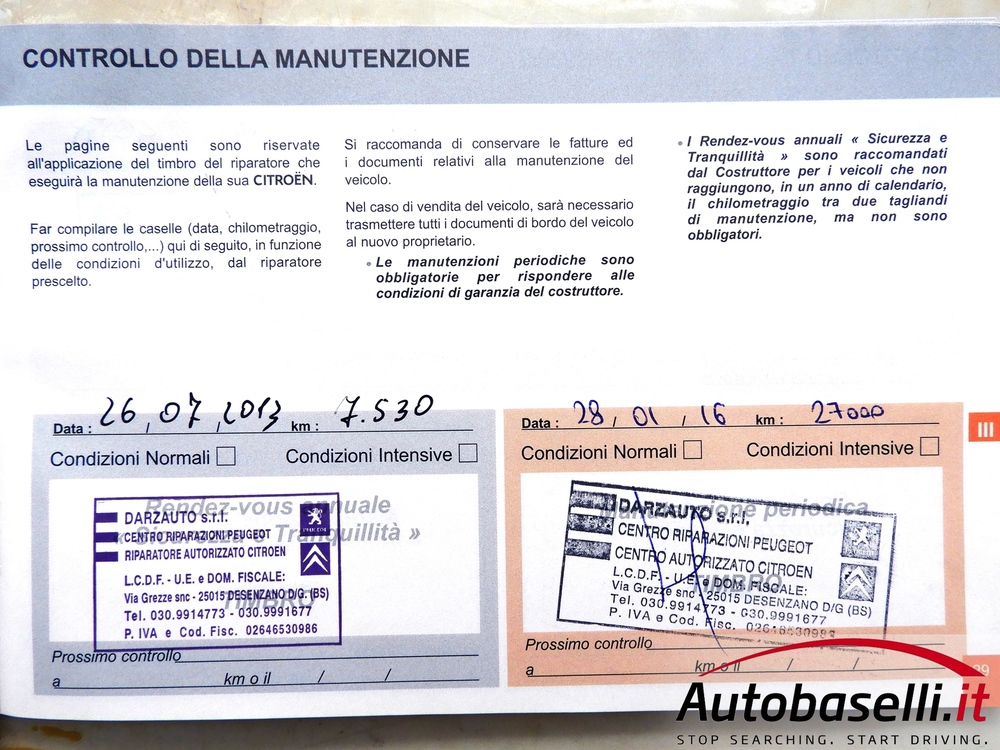 CONTROLLO DELLA MANUTENZIONE
Le pagine seguenti sono riservate
all'applicazione del timbro del riparatore che
eseguirà la manutenzione della sua CITROËN.
Far compilare le caselle (data, chilometraggio,
prossimo controllo,...) qui di seguito, in funzione
delle condizioni d'utilizzo, dal riparatore
prescelto.
Si raccomanda di conservare le fatture ed
i documenti relativi alla manutenzione del
veicolo.
Nel caso di vendita del veicolo, sarà necessario
trasmettere tutti i documenti di bordo del veicolo
al nuovo proprietario.
• Le manutenzioni periodiche sono
obbligatorie per rispondere alle
condizioni di garanzia del costruttore.
• I Rendez-vous annuali « Sicurezza e
Tranquillità » sono raccomandati
dal Costruttore per i veicoli che non
raggiungono, in un anno di calendario,
il chilometraggio tra due tagliandi
di manutenzione, ma non sono
obbligatori.
Data : 26 / 07 / 2013 km : 7.530
Condizioni Normali Condizioni Intensive
Rendez-vous annuale
« Sicurezza e Tranquillità »
TIMBRO
DARZAUTO s.r.l.
CENTRO RIPARAZIONI PEUGEOT
RIPARATORE AUTORIZZATO CITROEN
L.C.D.F. - U.E. e DOM. FISCALE:
Via Grezze snc - 25015 DESENZANO D/G. (BS)
Tel. 030.9914773 - 030.9991677
P. IVA e Cod. Fisc. 02646530986
PEUGEOT
Prossimo controllo
a km o il / /
Data : 28 / 01 / 16 km : 27000
Condizioni Normali Condizioni Intensive
Manutenzione periodica
TIMBRO
DARZAUTO s.r.l.
CENTRO RIPARAZIONI PEUGEOT
CENTRO AUTORIZZATO CITROEN
L.C.D.F. - U.E. e DOM. FISCALE:
Via Grezze snc - 25015 DESENZANO D/G (BS)
Tel. 030.9914773 - 030.9991677
P. IVA e Cod. Fisc. 02646530986
Prossimo controllo
a km o il / /
III
Autobaselli.it
STOP SEARCHING. START DRIVING.